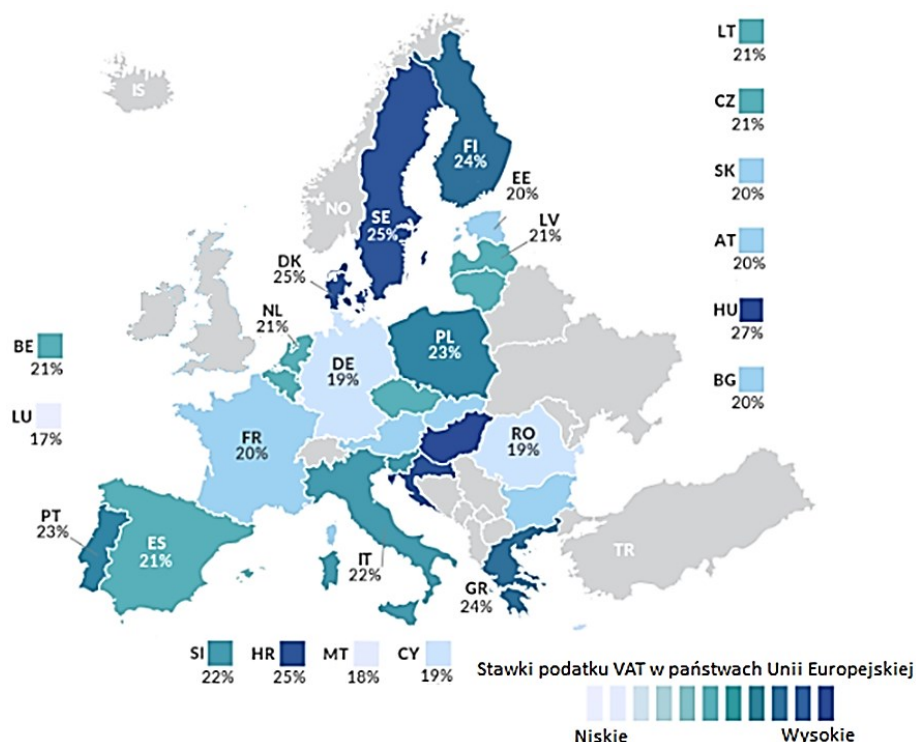 IS
NO
FI
24%
SE
25%
EE
20%
LV
21%
DK
25%
NL
21%
BE
21%
LU
17%
DE
19%
PL
23%
FR
20%
RO
19%
PT
23%
ES
21%
IT
22%
GR
24%
TR
LT
21%
CZ
21%
SK
20%
AT
20%
HU
27%
BG
20%
SI
22%
HR
25%
MT
18%
CY
19%
Stawki podatku VAT w państwach Unii Europejskiej
Niskie
Wysokie